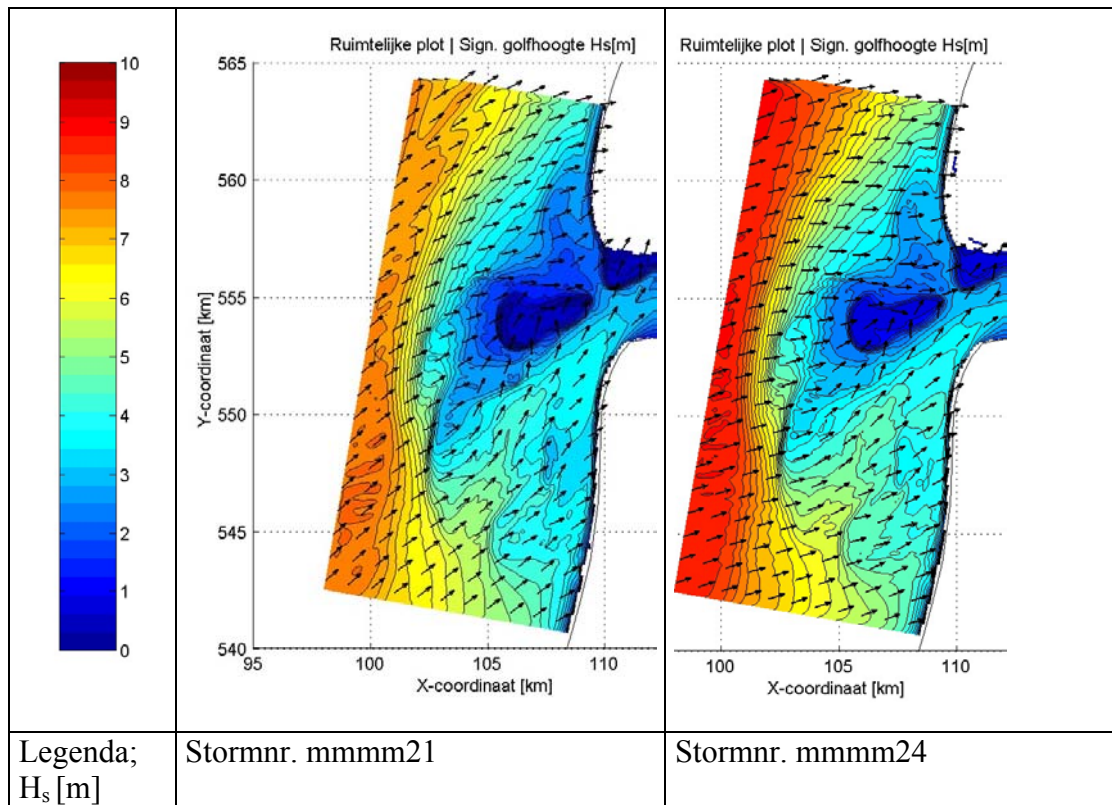 10
9
8
7
6
5
4
3
2
1
0
Ruimtelijke plot | Sign. golfhoogte Hs[m]
565
560
555
550
545
540
Y-coordinaat [km]
95 100 105 110
X-coordinaat [km]
Ruimtelijke plot | Sign. golfhoogte Hs[m]
100 105 110
X-coordinaat [km]
Legenda;
Hs [m]
Stormnr. mmmm21
Stormnr. mmmm24